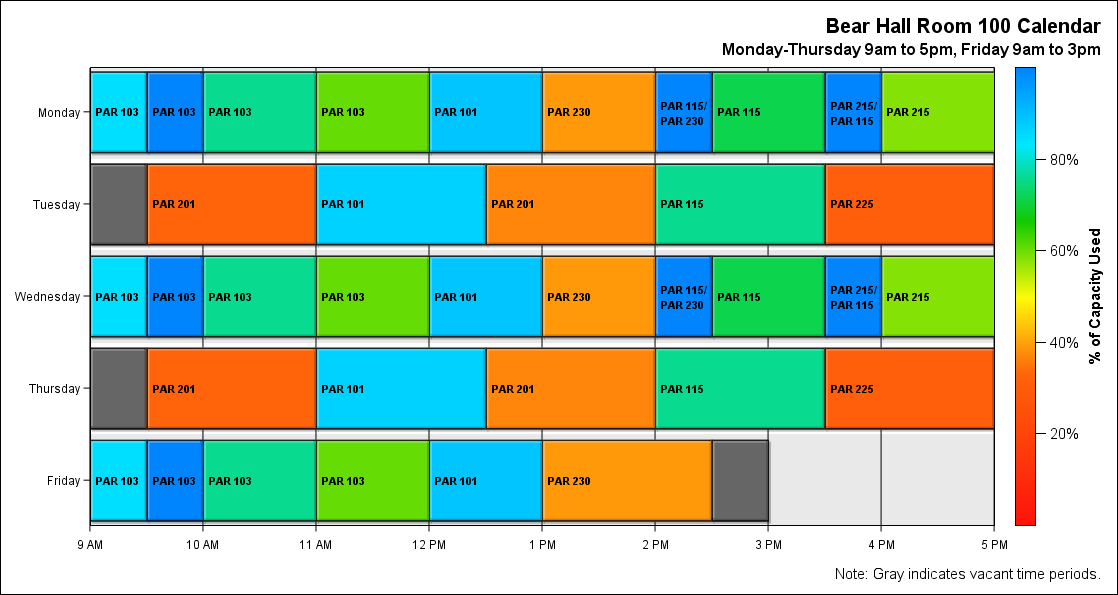 Bear Hall Room 100 Calendar
Monday-Thursday 9am to 5pm, Friday 9am to 3pm
Monday
PAR 103
PAR 103
PAR 103
PAR 103
PAR 101
PAR 230
PAR 115/
PAR 230
PAR 115
PAR 215/
PAR 115
PAR 215
Tuesday
PAR 201
PAR 101
PAR 201
PAR 115
PAR 225
Wednesday
PAR 103
PAR 103
PAR 103
PAR 103
PAR 101
PAR 230
PAR 115/
PAR 230
PAR 115
PAR 215/
PAR 115
PAR 215
Thursday
PAR 201
PAR 101
PAR 201
PAR 115
PAR 225
Friday
PAR 103
PAR 103
PAR 103
PAR 103
PAR 101
PAR 230
9 AM
10 AM
11 AM
12 PM
1 PM
2 PM
3 PM
4 PM
5 PM
80%
60%
40%
20%
% of Capacity Used
Note: Gray indicates vacant time periods.